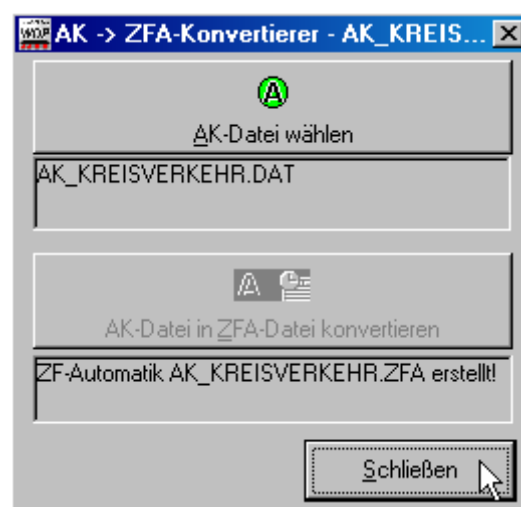 AK -> ZFA-Konvertierer - AK_KREIS...
A
AK-Datei wählen
AK_KREISVERKEHR.DAT
A
AK-Datei in ZFA-Datei konvertieren
ZF-Automatik AK_KREISVERKEHR.ZFA erstellt!
Schließen